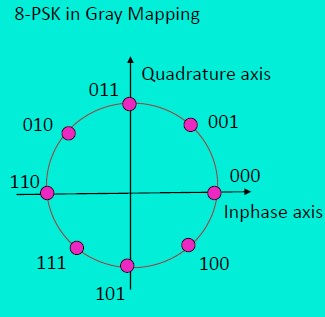 8-PSK in Gray Mapping
011
Quadrature axis
010
001
110
000
Inphase axis
111
100
101